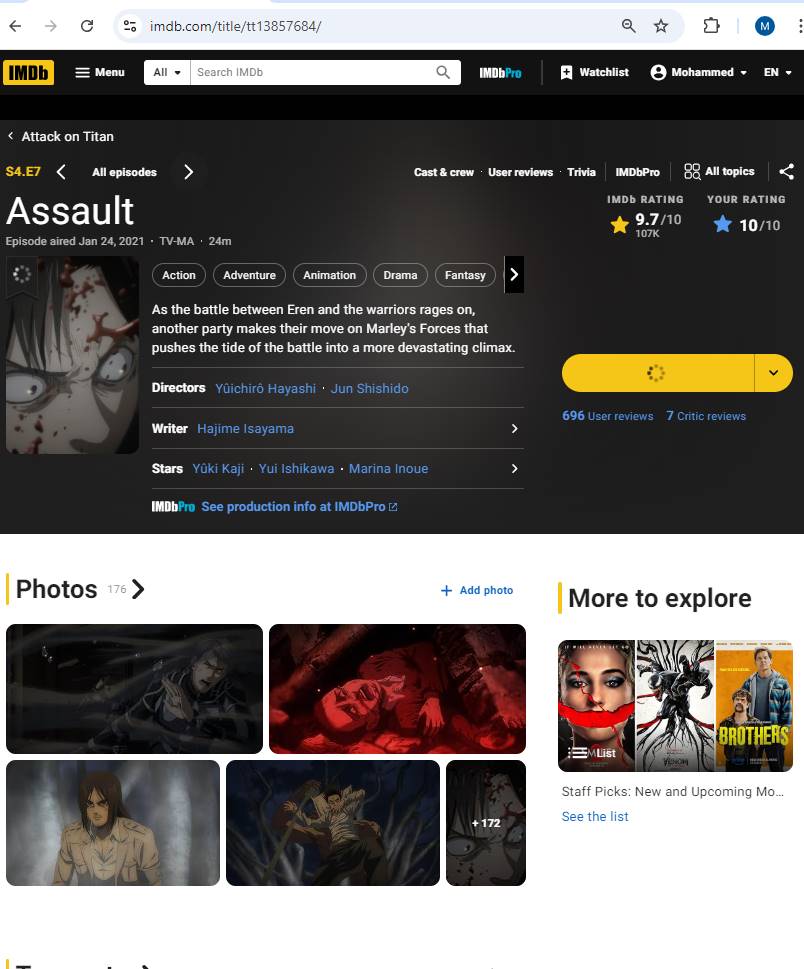 imdb.com/title/tt13857684/
M
IMDb
Menu
All
Search IMDb
IMDbPro
Watchlist
Mohammed
EN
Attack on Titan
S4.E7
All episodes
Cast & crew · User reviews · Trivia
IMDbPro
All topics
Assault
Episode aired Jan 24, 2021 · TV-MA · 24m
IMDb RATING
9.7/10
107K
YOUR RATING
10/10
Action
Adventure
Animation
Drama
Fantasy
As the battle between Eren and the warriors rages on,
another party makes their move on Marley's Forces that
pushes the tide of the battle into a more devastating climax.
Directors Yûichirô Hayashi · Jun Shishido
Writer Hajime Isayama
Stars Yûki Kaji · Yui Ishikawa · Marina Inoue
IMDbPro See production info at IMDbPro
696 User reviews 7 Critic reviews
Photos 176
+ Add photo
+ 172
More to explore
IT WILL NEVER LET GO
List
VENOM
BROTHERS
Staff Picks: New and Upcoming Mo...
See the list